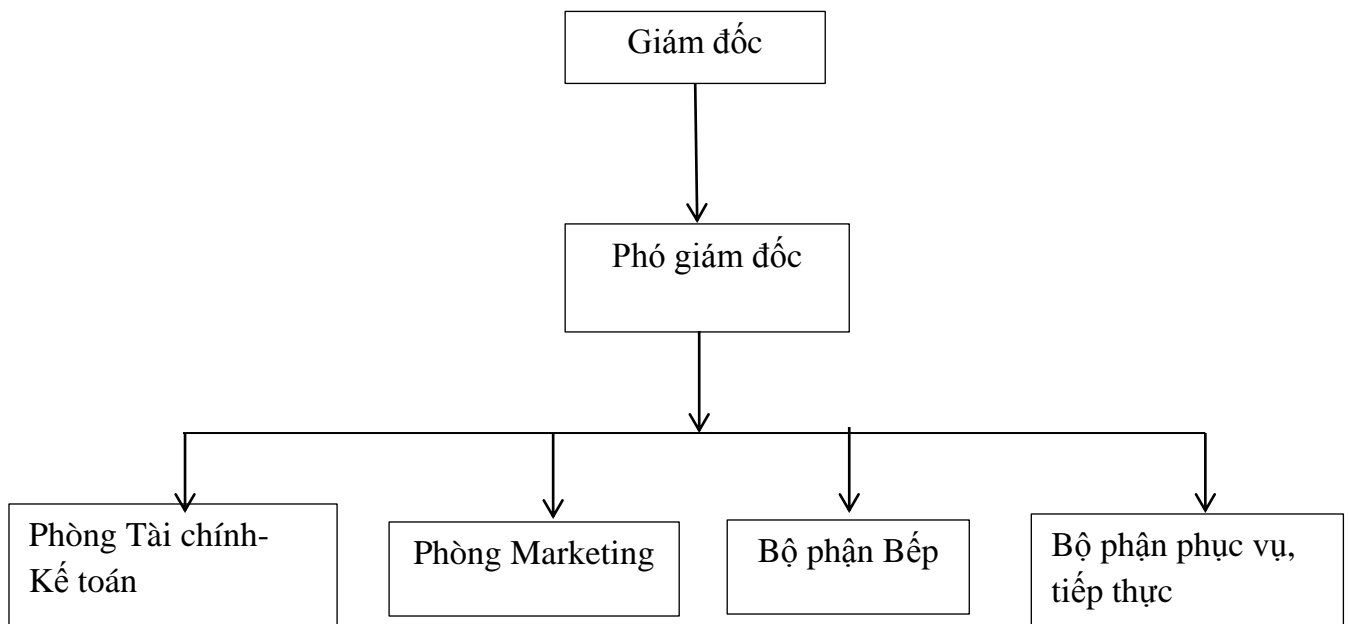 Giám đốc
Phó giám đốc
Phòng Tài chính-
Kế toán
Phòng Marketing
Bộ phận Bếp
Bộ phận phục vụ,
tiếp thực